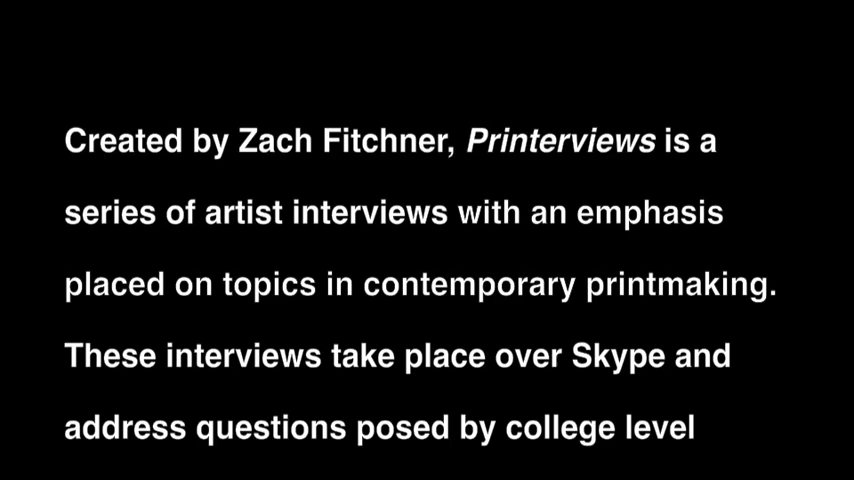 Created by Zach Fitchner, Printerviews is a
series of artist interviews with an emphasis
placed on topics in contemporary printmaking.
These interviews take place over Skype and
address questions posed by college level